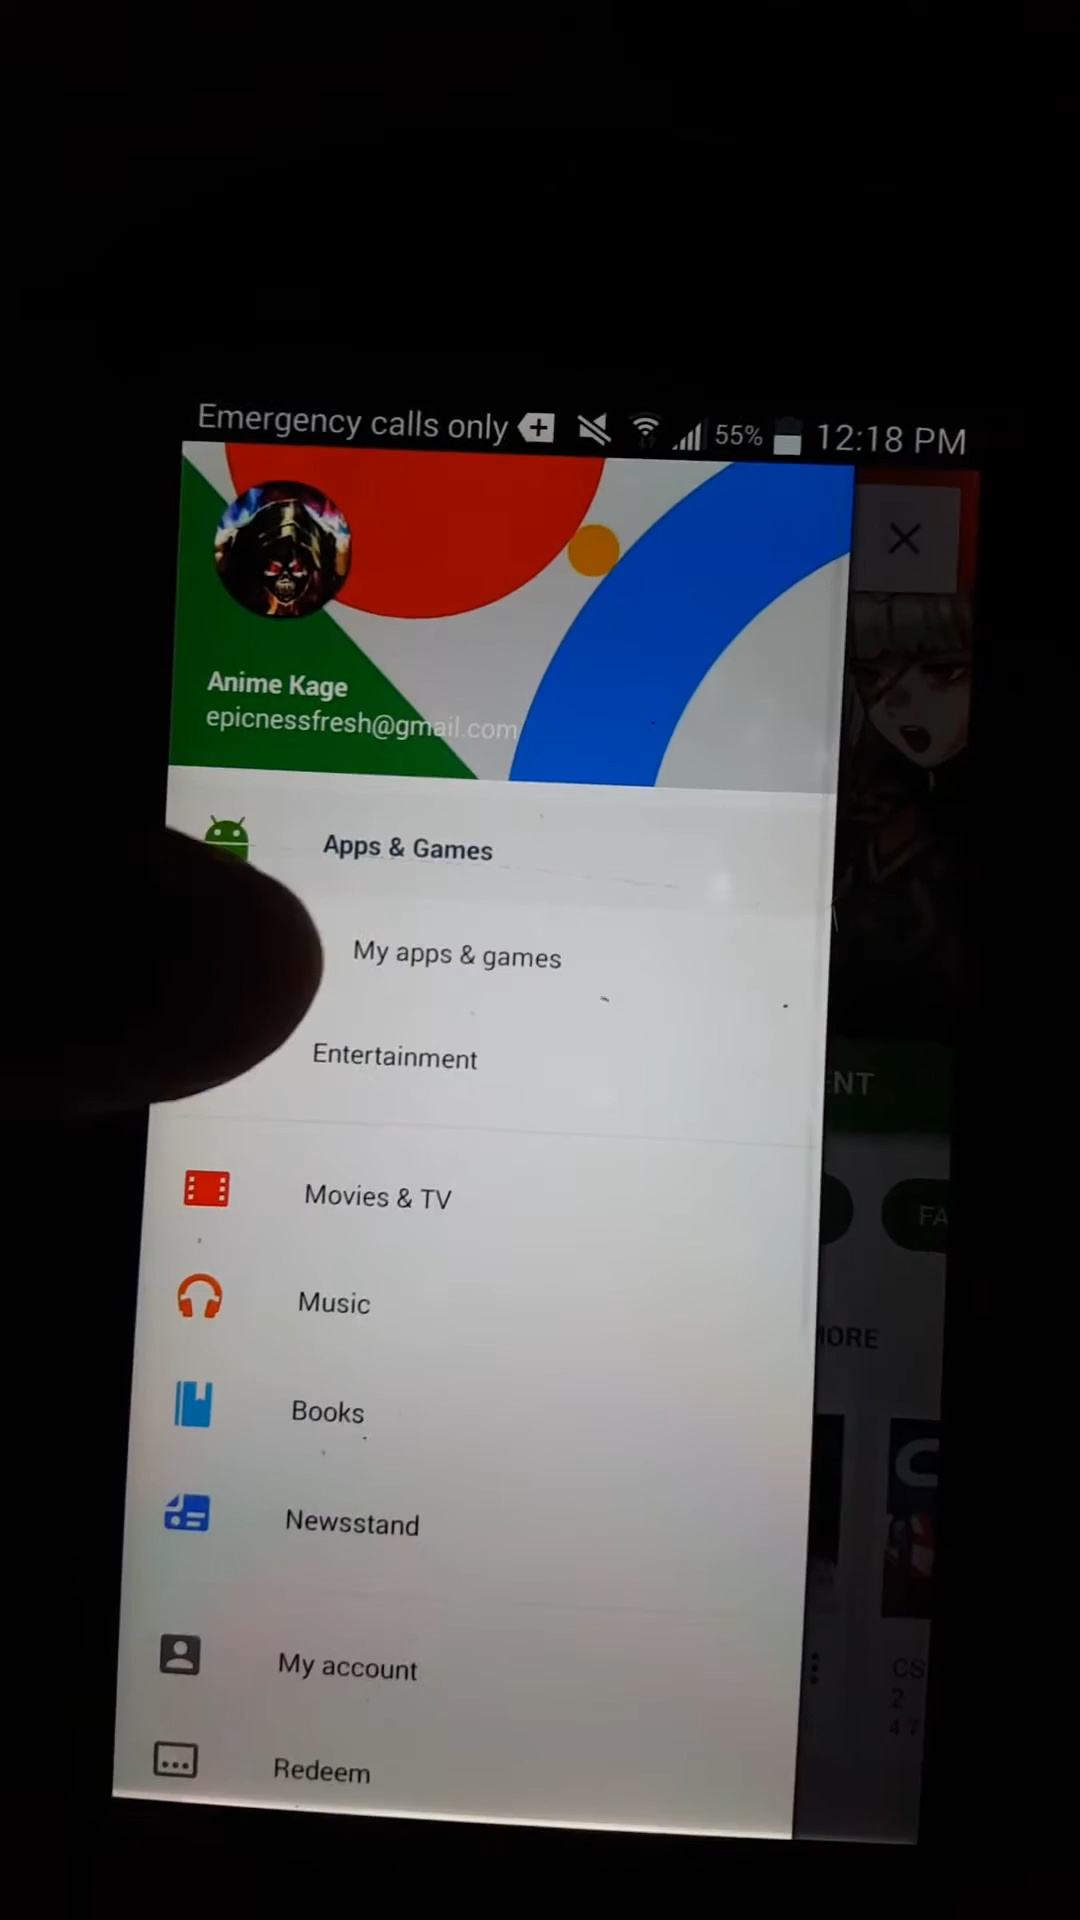 Emergency calls only 55% 12:18 PM
Anime Kage
epicnessfresh@gmail.com
Apps & Games
My apps & games
Entertainment
ENT
Movies & TV
FA
Music
MORE
Books
Newsstand
My account
CS
2
4.7
Redeem